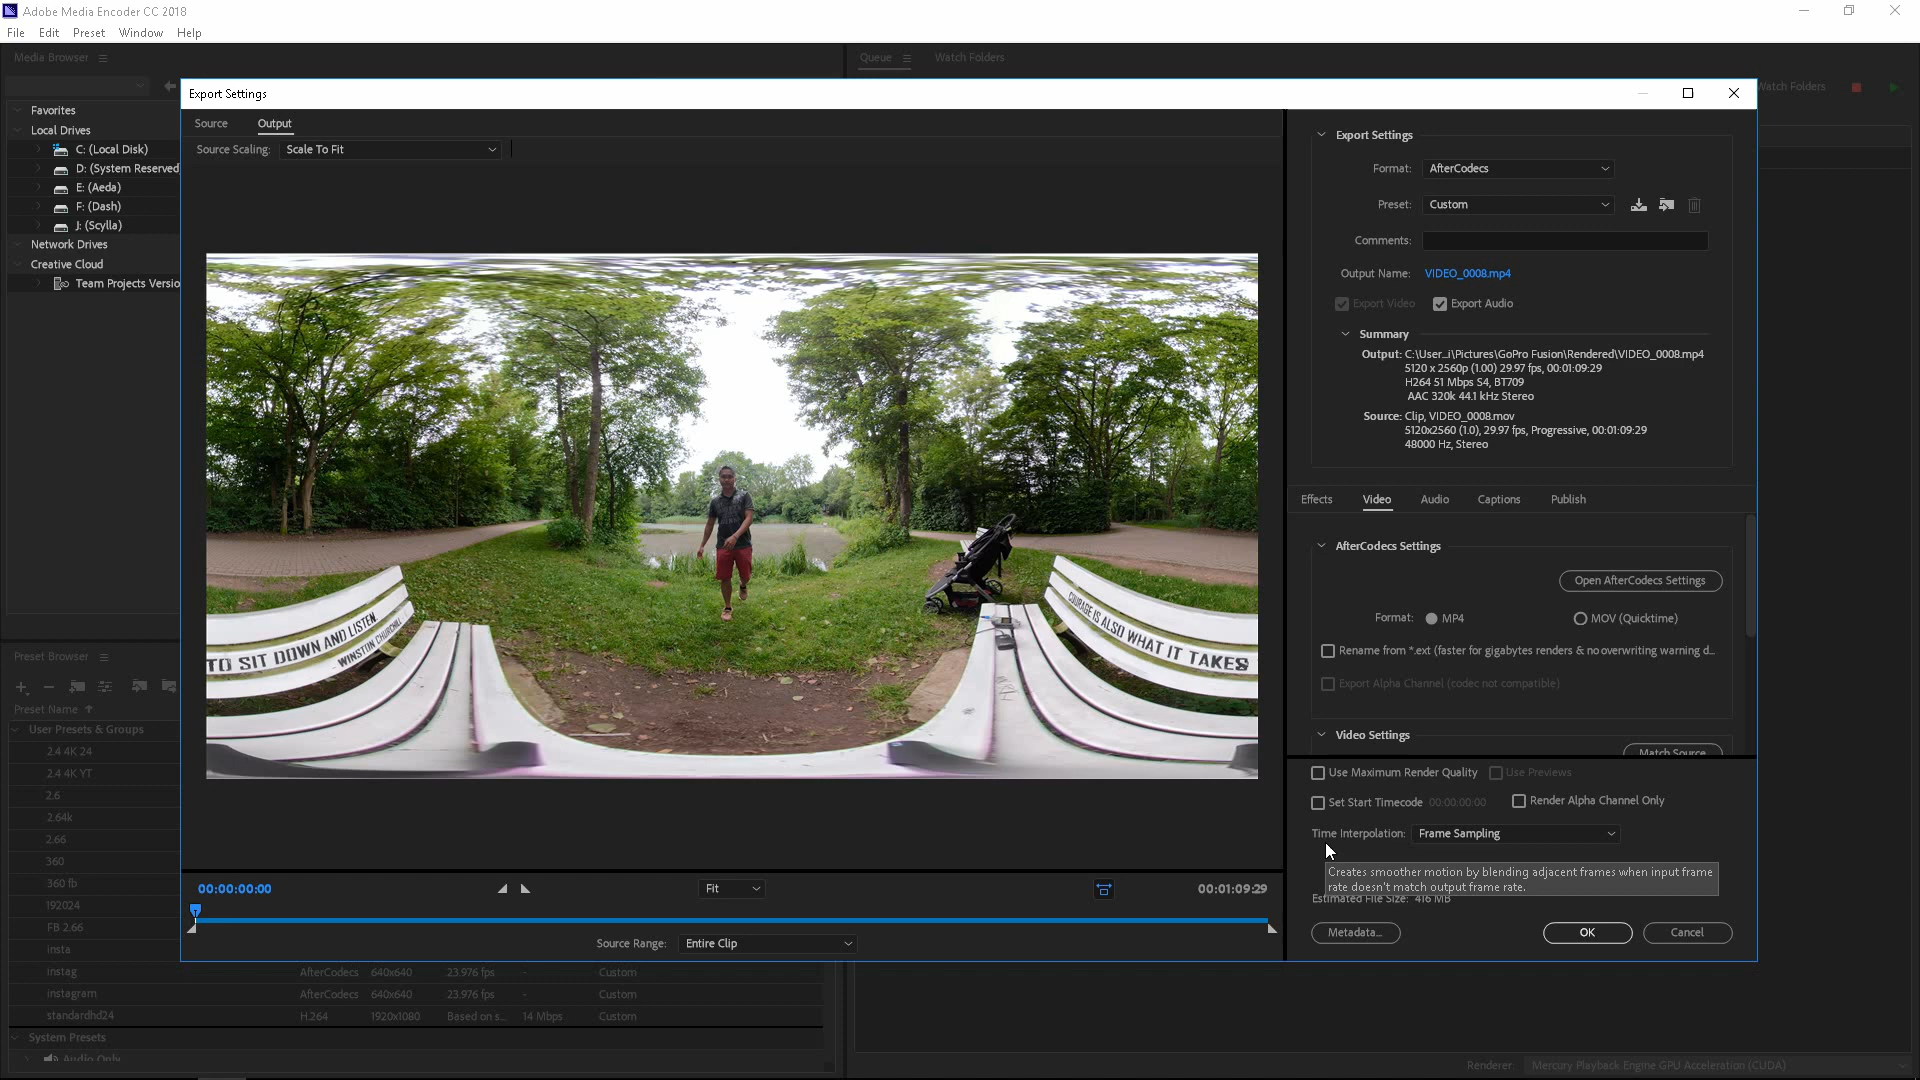 Adobe Media Encoder CC 2018
File Edit Preset Window Help
Media Browser
Queue Watch Folders
Watch Folders
Favorites
Local Drives
C: (Local Disk)
D: (System Reserved)
E: (Aeda)
F: (Dash)
J: (Scylla)
Network Drives
Creative Cloud
Team Projects Versio
Preset Browser
Preset Name
User Presets & Groups
2.4 4K 24
2.4 4K YT
2.6
2.64k
2.66
360
360 fb
192024
FB 2.66
insta
instag AfterCodecs 640x640 23.976 fps - Custom
instagram AfterCodecs 640x640 23.976 fps - Custom
standardhd24 H.264 1920x1080 Based on s... 14 Mbps Custom
System Presets
Audio Only
Export Settings
Source Output
Source Scaling: Scale To Fit
TO SIT DOWN AND LISTEN
WINSTON CHURCHILL
COURAGE IS ALSO WHAT IT TAKES
00:00:00:00 Fit 00:01:09:29
Source Range: Entire Clip
Export Settings
Format: AfterCodecs
Preset: Custom
Comments:
Output Name: VIDEO_0008.mp4
Export Video Export Audio
Summary
Output: C:\User...i\Pictures\GoPro Fusion\Rendered\VIDEO_0008.mp4
5120 x 2560p (1.00) 29.97 fps, 00:01:09:29
H264 51 Mbps S4, BT709
AAC 320k 44.1 kHz Stereo
Source: Clip, VIDEO_0008.mov
5120x2560 (1.0), 29.97 fps, Progressive, 00:01:09:29
48000 Hz, Stereo
Effects Video Audio Captions Publish
AfterCodecs Settings
Open AfterCodecs Settings
Format: MP4 MOV (Quicktime)
Rename from *.ext (faster for gigabytes renders & no overwriting warning d...
Export Alpha Channel (codec not compatible)
Video Settings
Match Source
Use Maximum Render Quality Use Previews
Set Start Timecode 00:00:00:00 Render Alpha Channel Only
Time Interpolation: Frame Sampling
Creates smoother motion by blending adjacent frames when input frame
rate doesn't match output frame rate.
Estimated File Size: 416 MB
Metadata... OK Cancel
Renderer: Mercury Playback Engine GPU Acceleration (CUDA)